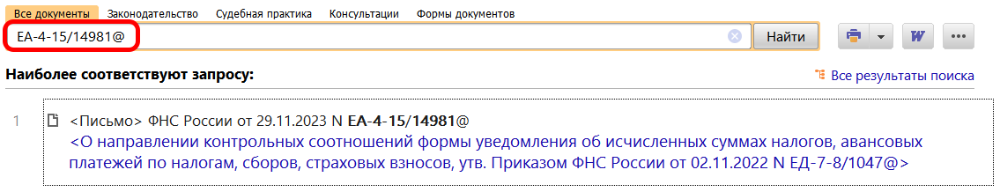 Все документы Законодательство Судебная практика Консультации Формы документов
ЕА-4-15/14981@ Найти W
Наиболее соответствуют запросу: Все результаты поиска
1 <Письмо> ФНС России от 29.11.2023 N ЕА-4-15/14981@
<О направлении контрольных соотношений формы уведомления об исчисленных суммах налогов, авансовых
платежей по налогам, сборов, страховых взносов, утв. Приказом ФНС России от 02.11.2022 N ЕД-7-8/1047@>